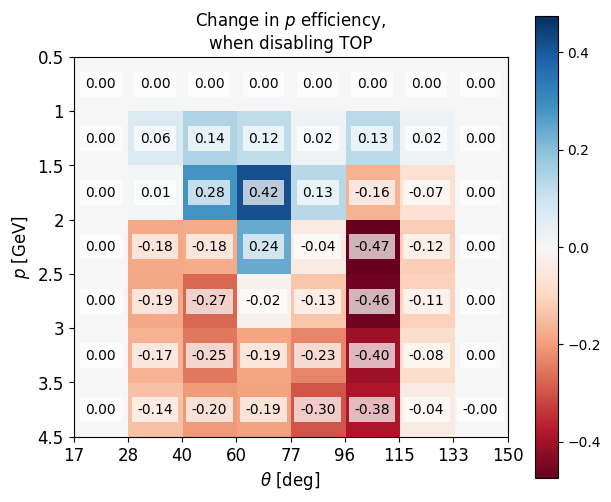 Change in p efficiency,
when disabling TOP
0.5
0.00 0.00 0.00 0.00 0.00 0.00 0.00 0.00
1
0.00 0.06 0.14 0.12 0.02 0.13 0.02 0.00
1.5
0.00 0.01 0.28 0.42 0.13 -0.16 -0.07 0.00
2
0.00 -0.18 -0.18 0.24 -0.04 -0.47 -0.12 0.00
2.5
0.00 -0.19 -0.27 -0.02 -0.13 -0.46 -0.11 0.00
3
0.00 -0.17 -0.25 -0.19 -0.23 -0.40 -0.08 0.00
3.5
0.00 -0.14 -0.20 -0.19 -0.30 -0.38 -0.04 -0.00
4.5
p [GeV]
17 28 40 60 77 96 115 133 150
θ [deg]
0.4
0.2
0.0
−0.2
−0.4